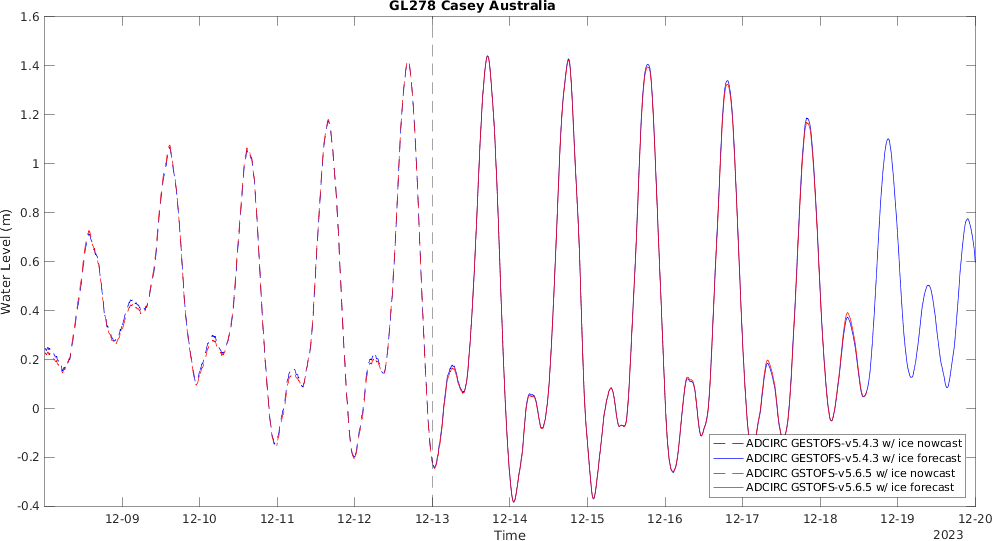 GL278 Casey Australia
1.6
1.4
1.2
1
0.8
0.6
0.4
0.2
0
-0.2
-0.4
Water Level (m)
ADCIRC GESTOFS-v5.4.3 w/ ice nowcast
ADCIRC GESTOFS-v5.4.3 w/ ice forecast
ADCIRC GSTOFS-v5.6.5 w/ ice nowcast
ADCIRC GSTOFS-v5.6.5 w/ ice forecast
12-09 12-10 12-11 12-12 12-13 12-14 12-15 12-16 12-17 12-18 12-19 12-20
Time
2023